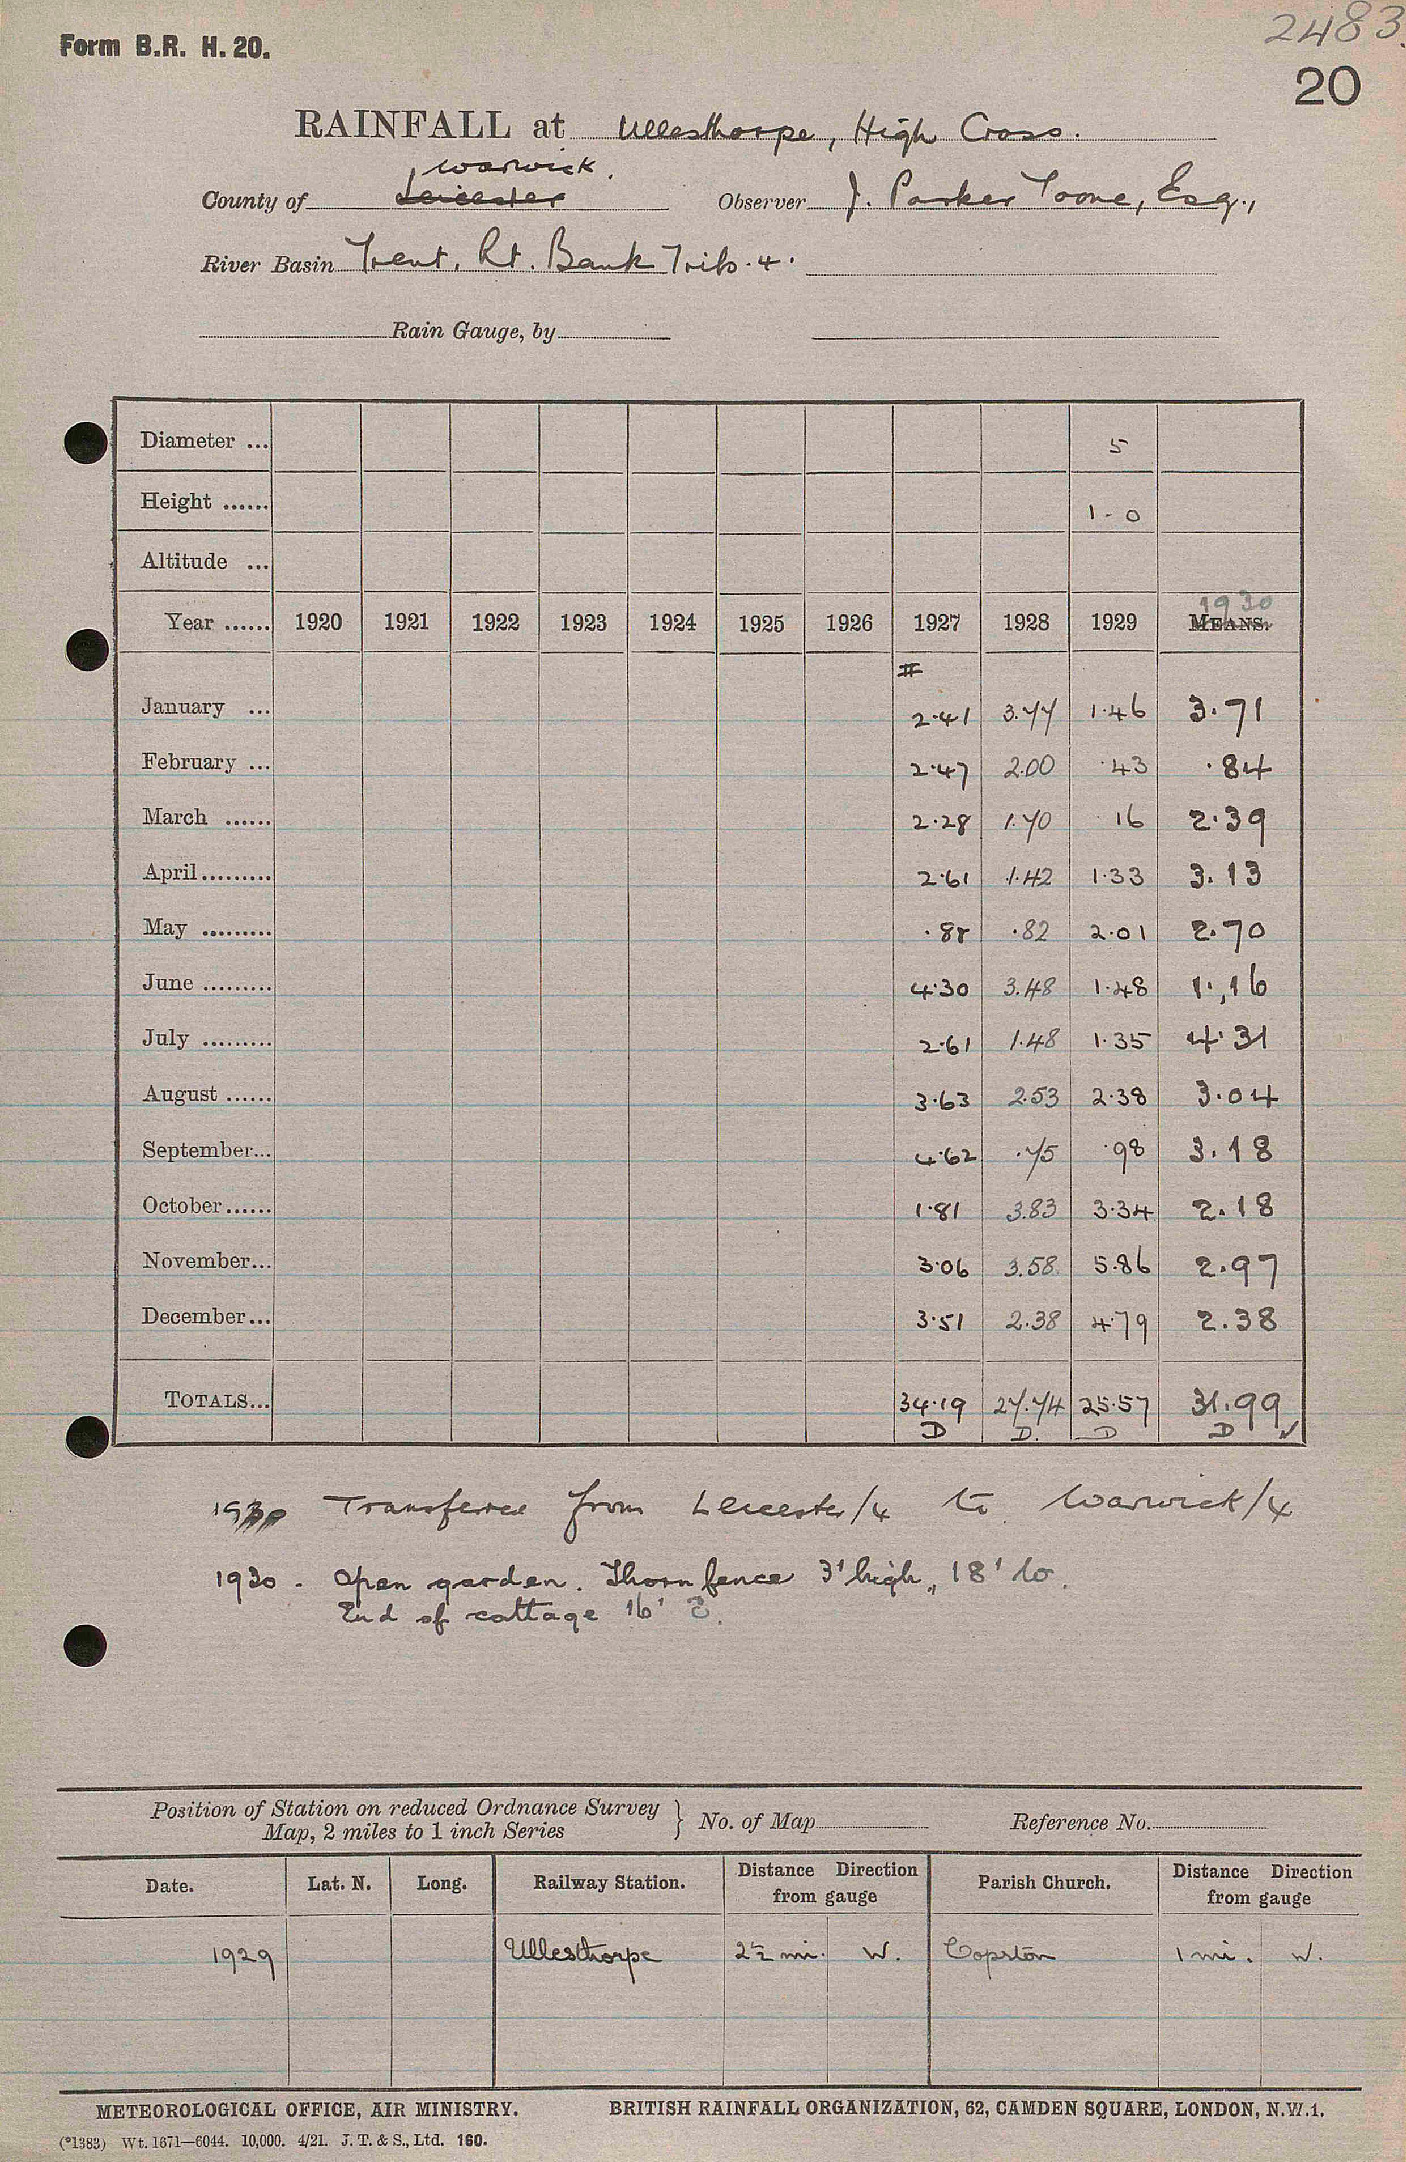 2483.
Form B.R. H. 20.
20
RAINFALL at Ullesthorpe, High Cross.
Warwick.
County of Leicester Observer J. Parker Toone, Esq.,
River Basin Trent. Rt. Bank Trib. 4.
Rain Gauge, by
Diameter ... 5
Height ...... 1-0
Altitude ...
1930
Year ...... 1920 1921 1922 1923 1924 1925 1926 1927 1928 1929 MEANS.
January ... 2.41 3.77 1.46 3.71
February ... 2.47 2.00 .43 .84
March ...... 2.28 1.70 .16 2.39
April......... 2.61 1.42 1.33 3.13
May ......... .88 .82 2.01 2.70
June ......... 4.30 3.48 1.48 1.16
July ......... 2.61 1.48 1.35 4.31
August ...... 3.63 2.53 2.38 3.04
September... 4.62 .75 .98 3.18
October...... 1.81 3.83 3.34 2.18
November... 3.06 3.58 5.86 2.97
December... 3.51 2.38 4.79 2.38
TOTALS... 34.19 27.74 25.57 31.99
D D. D D ✓
1930 Transferred from Leicester/4 to Warwick/4
1930. Open garden. Thorn fence 3' high, 18' to.
End of cottage 16'
Position of Station on reduced Ordnance Survey
Map, 2 miles to 1 inch Series } No. of Map Reference No.
Date. Lat. N. Long. Railway Station. Distance Direction from gauge Parish Church. Distance Direction from gauge
1929 Ullesthorpe 2½ mi. W. Copston 1 mi. W.
METEOROLOGICAL OFFICE, AIR MINISTRY. BRITISH RAINFALL ORGANIZATION, 62, CAMDEN SQUARE, LONDON, N.W.1.
(*1383) Wt. 1671—6044. 10,000. 4/21. J. T. & S., Ltd. 160.